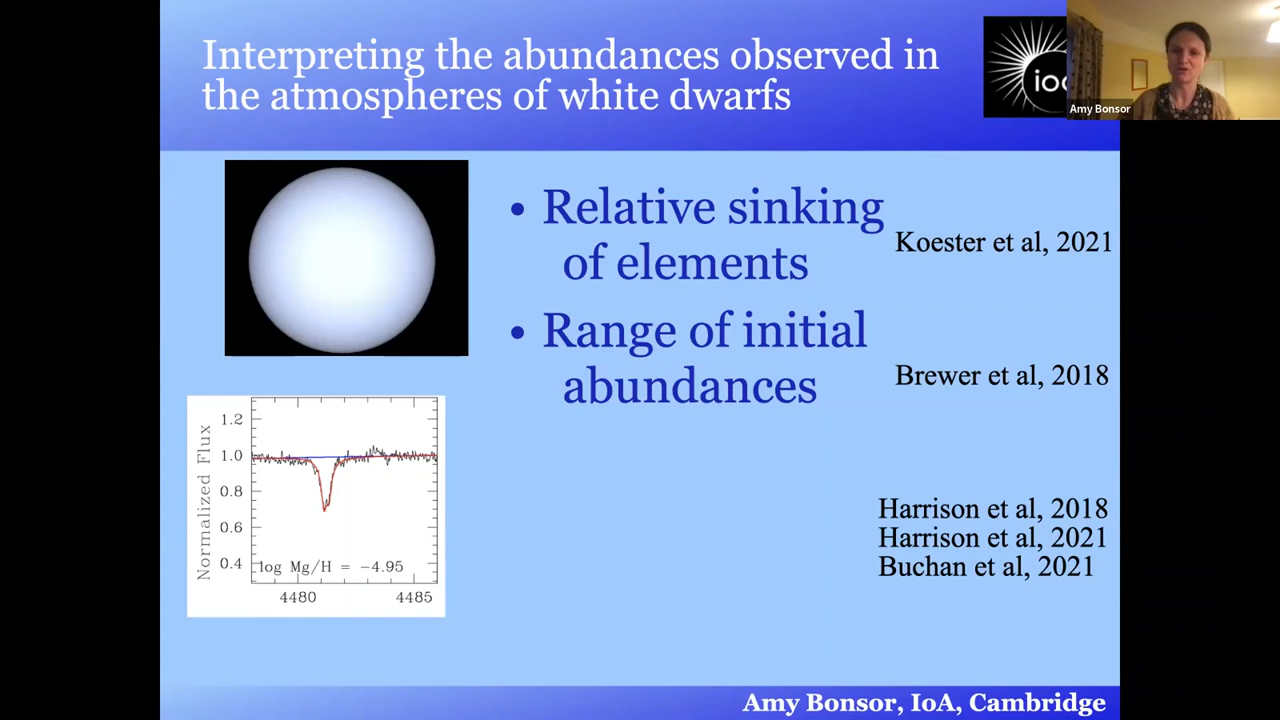 Interpreting the abundances observed in
the atmospheres of white dwarfs
Amy Bonsor
• Relative sinking
of elements
Koester et al, 2021
• Range of initial
abundances
Brewer et al, 2018
Harrison et al, 2018
Harrison et al, 2021
Buchan et al, 2021
Normalized Flux
1.2
1.0
0.8
0.6
0.4
log Mg/H = −4.95
4480 4485
Amy Bonsor, IoA, Cambridge